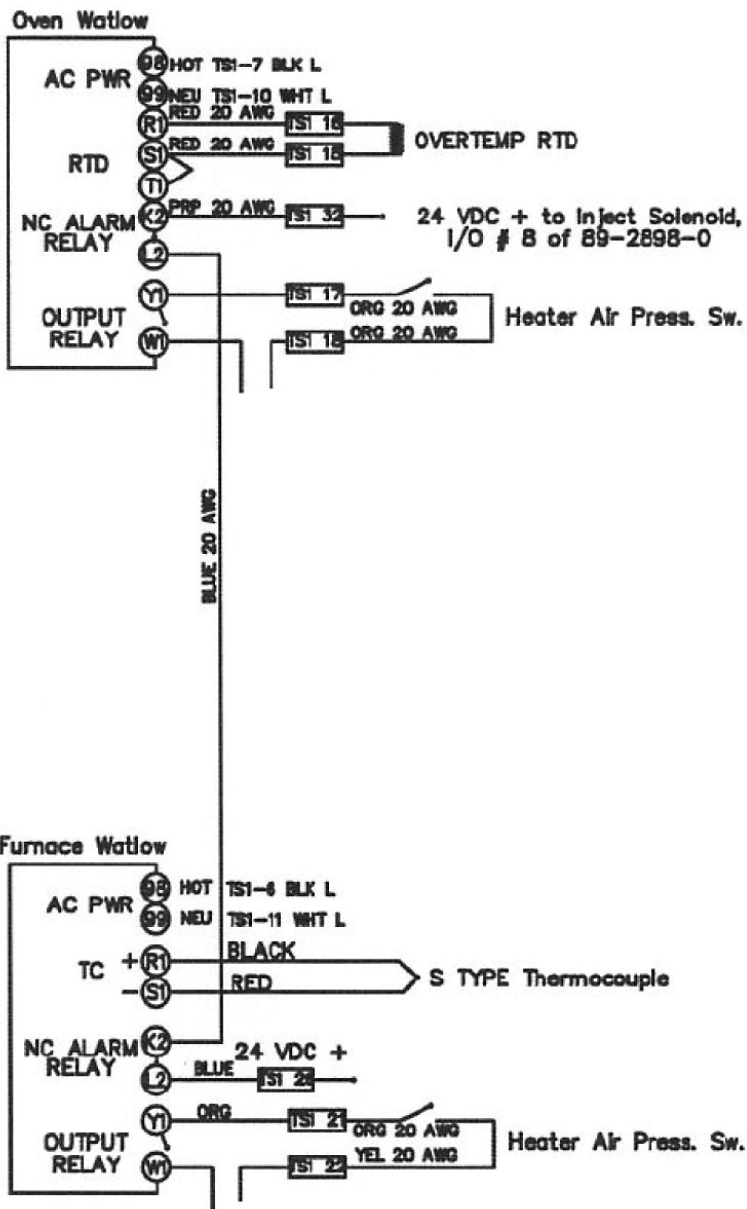 Oven Watlow
AC PWR
98 HOT TS1-7 BLK L
99 NEU TS1-10 WHT L
R1 RED 20 AWG TS1 16
OVERTEMP RTD
RTD
S1 RED 20 AWG TS1 15
T1
NC ALARM RELAY
K2 PRP 20 AWG TS1 32
24 VDC + to Inject Solenoid,
I/O # 8 of 89-2898-0
L2
Y1 TS1 17
ORG 20 AWG
OUTPUT RELAY
Heater Air Press. Sw.
W1 TS1 18 ORG 20 AWG
BLUE 20 AWG
Furnace Watlow
AC PWR
98 HOT TS1-6 BLK L
99 NEU TS1-11 WHT L
TC
+ R1 BLACK
- S1 RED
S TYPE Thermocouple
NC ALARM RELAY
K2
24 VDC +
L2 BLUE TS1
Y1 ORG TS1 21
ORG 20 AWG
OUTPUT RELAY
Heater Air Press. Sw.
YEL 20 AWG
W1 TS1 22